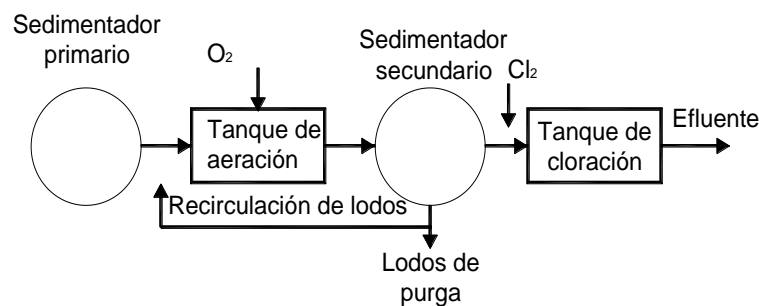 Sedimentador
primario
O₂
Sedimentador
secundario
Cl₂
Tanque de
aeración
Tanque de
cloración
Efluente
Recirculación de lodos
Lodos de
purga